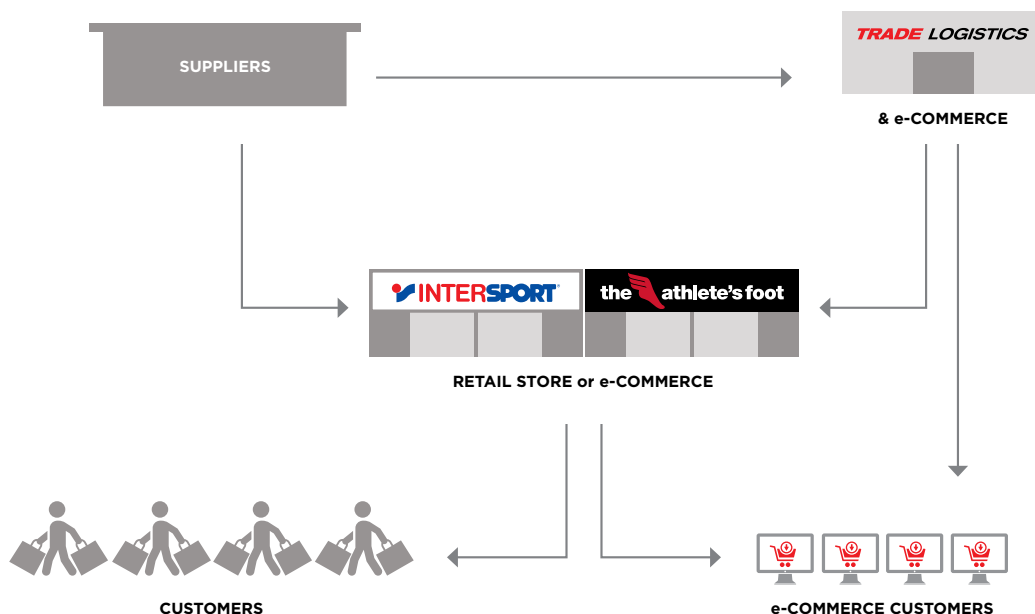 SUPPLIERS
TRADE LOGISTICS
& e-COMMERCE
INTERSPORT®
the athlete's foot
RETAIL STORE or e-COMMERCE
CUSTOMERS
e-COMMERCE CUSTOMERS